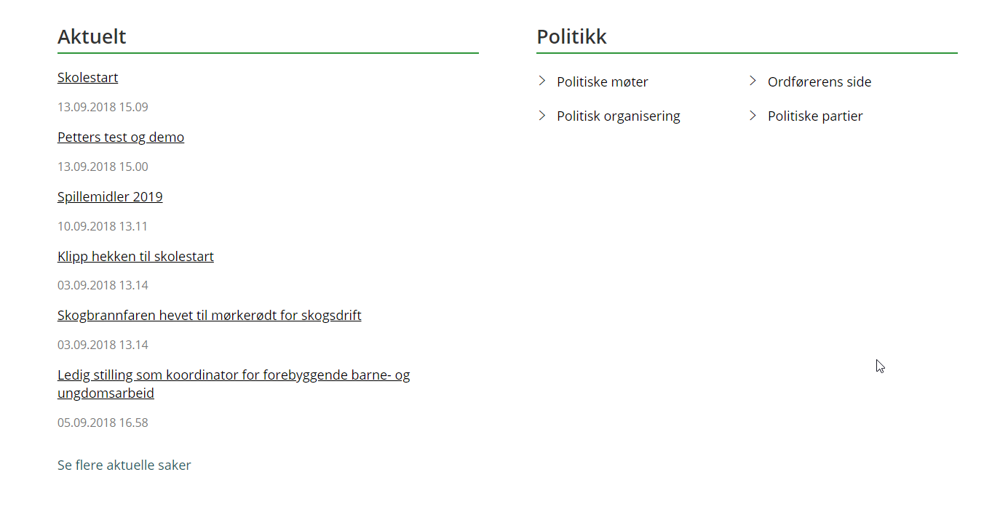 Aktuelt
Skolestart
13.09.2018 15.09
Petters test og demo
13.09.2018 15.00
Spillemidler 2019
10.09.2018 13.11
Klipp hekken til skolestart
03.09.2018 13.14
Skogbrannfaren hevet til mørkerødt for skogsdrift
03.09.2018 13.14
Ledig stilling som koordinator for forebyggende barne- og
ungdomsarbeid
05.09.2018 16.58
Se flere aktuelle saker
Politikk
Politiske møter
Ordførerens side
Politisk organisering
Politiske partier